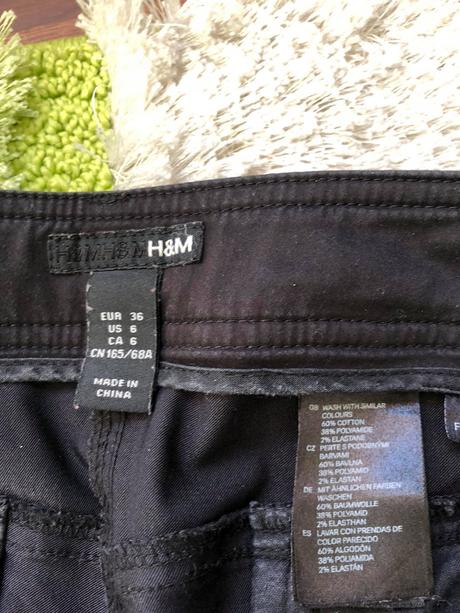 H&MH&M H&M
EUR 36
US 6
CA 6
CN 165/68A
MADE IN
CHINA
GB WASH WITH SIMILAR
COLOURS
60% COTTON
38% POLYAMIDE
2% ELASTANE
CZ PERTE S PODOBNÝMI
BARVAMI
60% BAVLNA
38% POLYAMID
2% ELASTAN
DE MIT ÄHNLICHEN FARBEN
WASCHEN
60% BAUMWOLLE
38% POLYAMID
2% ELASTHAN
ES LAVAR CON PRENDAS DE
COLOR PARECIDO
60% ALGODÓN
38% POLIAMIDA
2% ELASTÁN